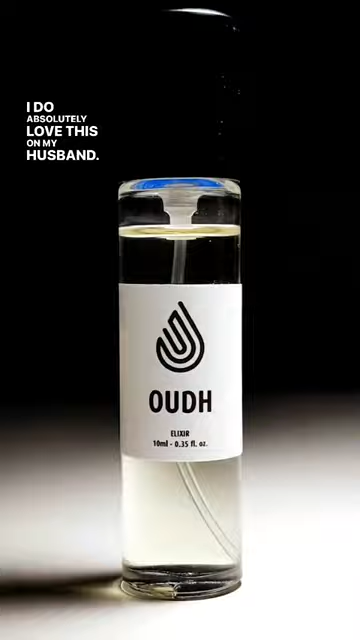 I DO
ABSOLUTELY
LOVE THIS
ON MY
HUSBAND.
OUDH
ELIXIR
10ml - 0.35 fl. oz.